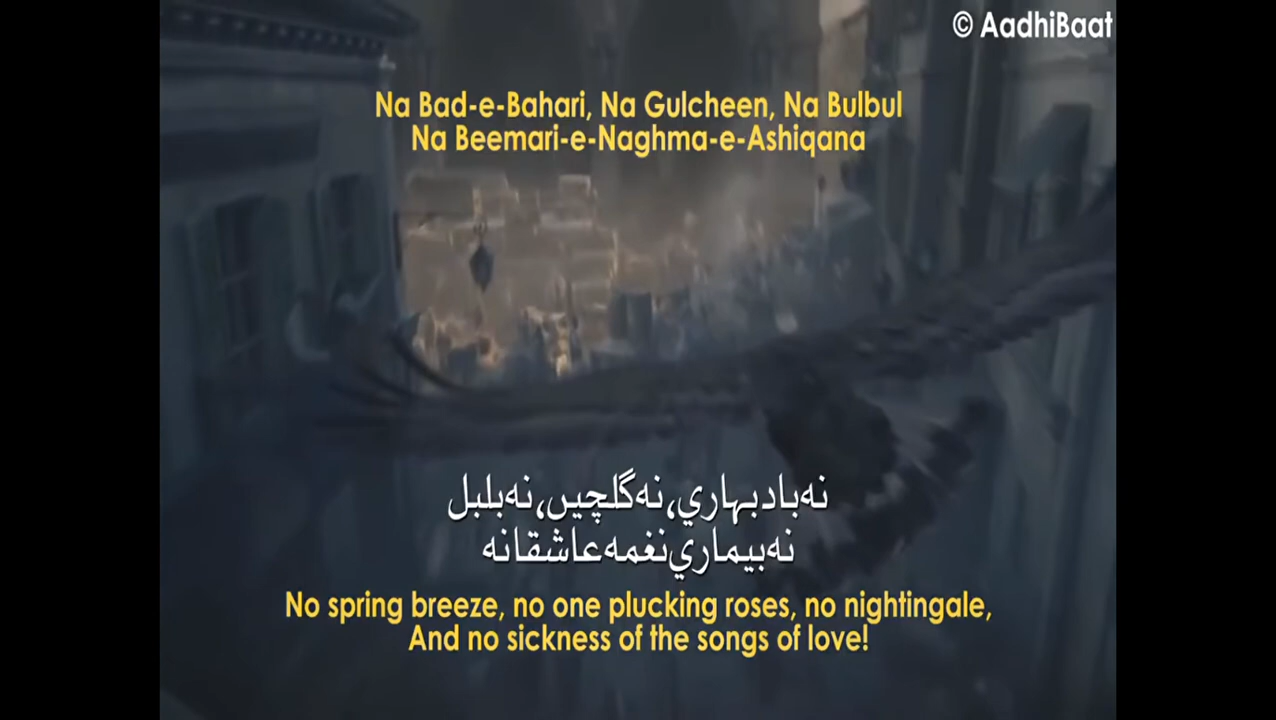 © AadhiBaat
Na Bad-e-Bahari, Na Gulcheen, Na Bulbul
Na Beemari-e-Naghma-e-Ashiqana
نه باد بهاري، نه گلچيں، نه بلبل
نه بيماري نغمه عاشقانه
No spring breeze, no one plucking roses, no nightingale,
And no sickness of the songs of love!